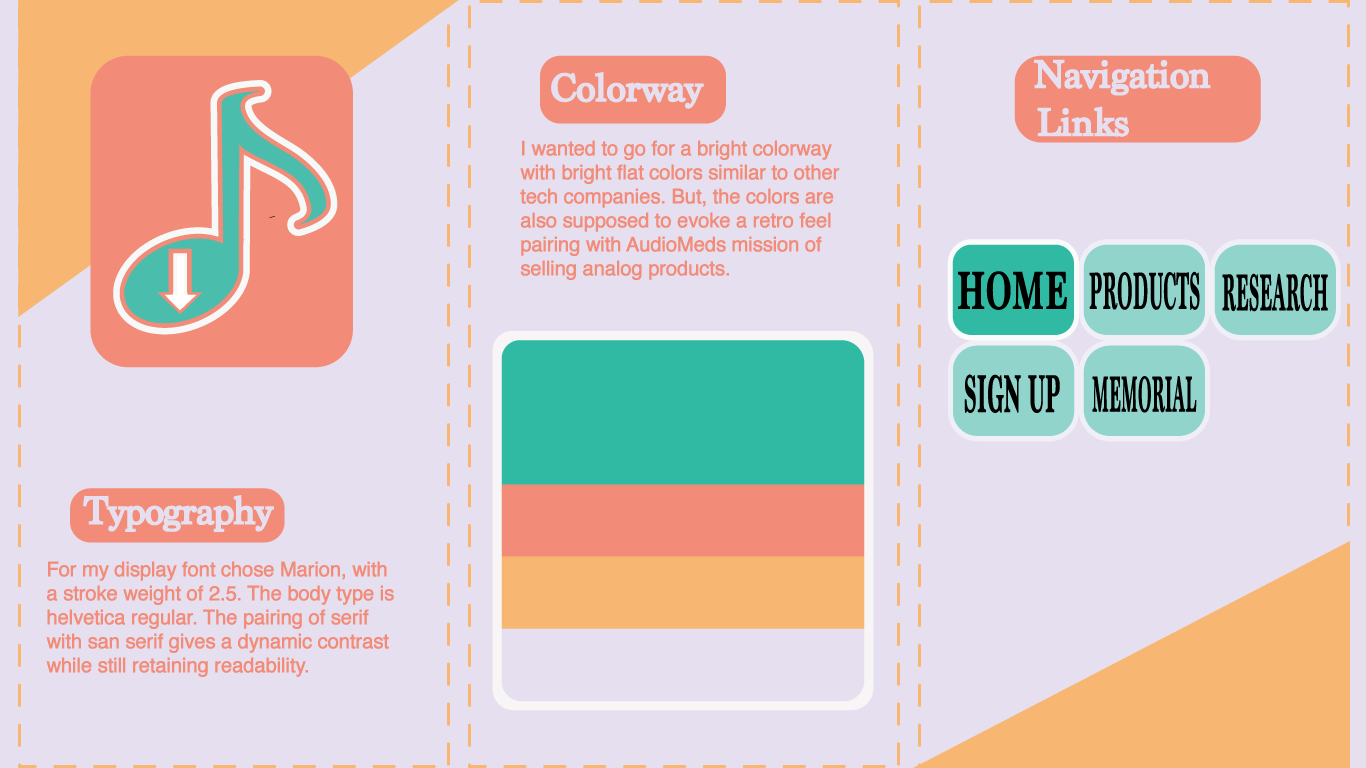 Typography
For my display font chose Marion, with
a stroke weight of 2.5. The body type is
helvetica regular. The pairing of serif
with san serif gives a dynamic contrast
while still retaining readability.
Colorway
I wanted to go for a bright colorway
with bright flat colors similar to other
tech companies. But, the colors are
also supposed to evoke a retro feel
pairing with AudioMeds mission of
selling analog products.
Navigation
Links
HOME PRODUCTS RESEARCH
SIGN UP MEMORIAL